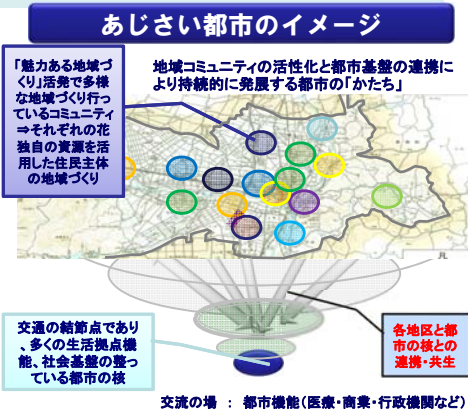 あじさい都市のイメージ
「魅力ある地域づ
くり」活発で多様
な地域づくり行っ
ているコミュニティ
⇒それぞれの花
独自の資源を活
用した住民主体
の地域づくり
地域コミュニティの活性化と都市基盤の連携に
より持続的に発展する都市の「かたち」
交通の結節点であり
、多くの生活拠点機
能、社会基盤の整っ
ている都市の核
各地区と都
市の核との
連携・共生
交流の場 : 都市機能(医療・商業・行政機関など)